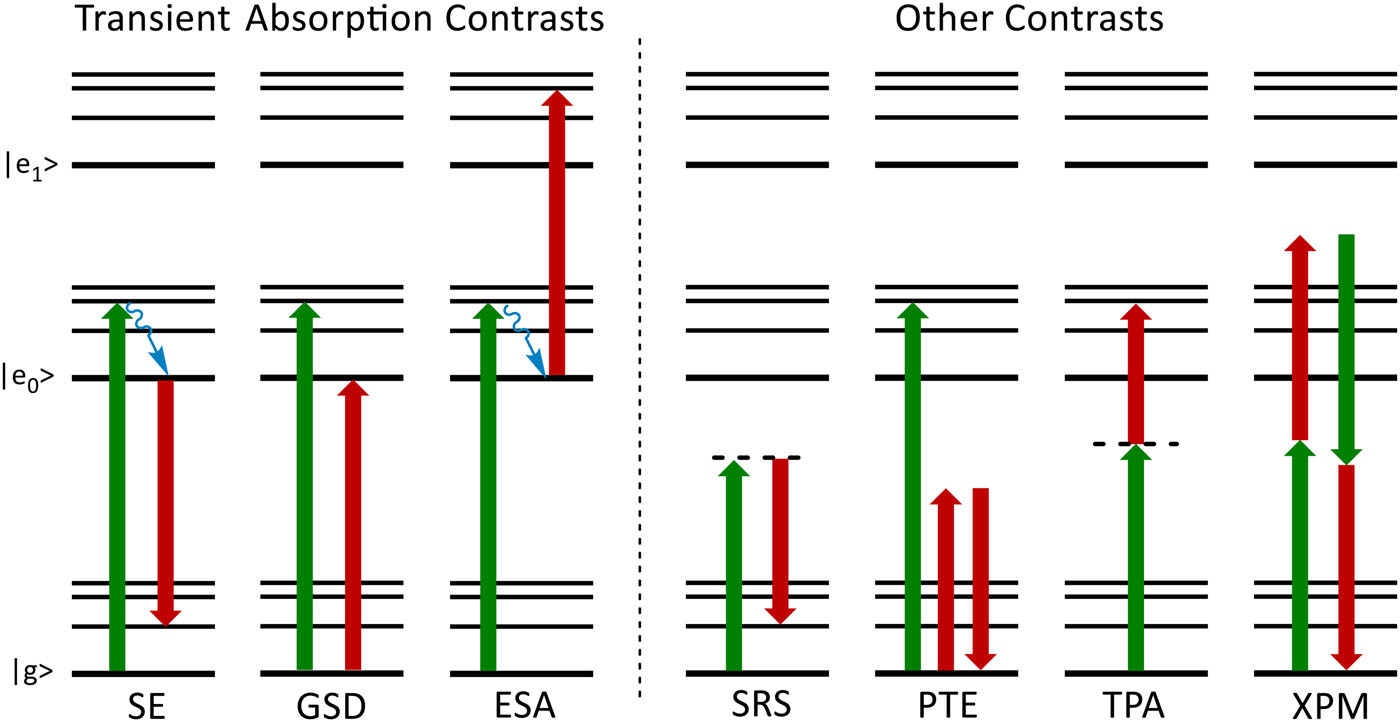 Transient Absorption Contrasts
Other Contrasts
|e1>
|e0>
|g>
SE
GSD
ESA
SRS
PTE
TPA
XPM